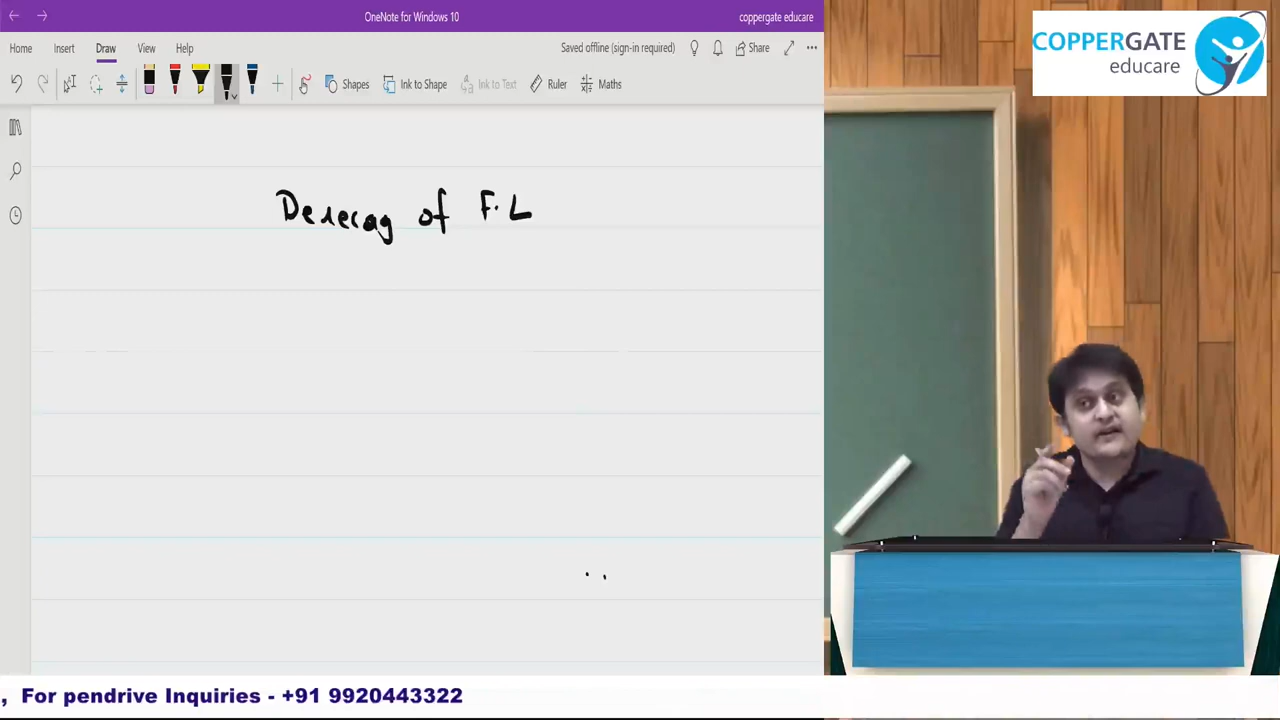 OneNote for Windows 10
coppergate educare
Home Insert Draw View Help
Saved offline (sign-in required) Share
Shapes Ink to Shape Ink to Text Ruler Maths
COPPERGATE
educare
of F.L
, For pendrive Inquiries - +91 9920443322